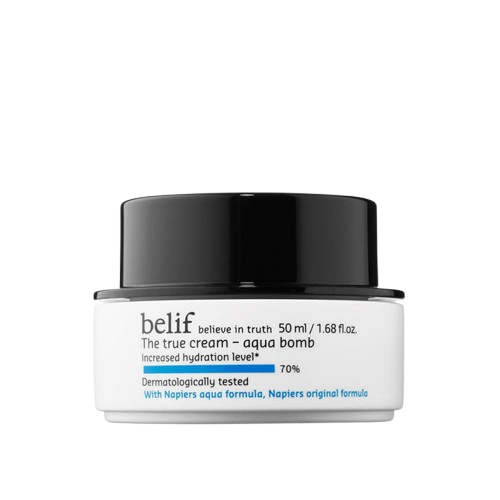 belif believe in truth 50 ml / 1.68 fl.oz.
The true cream – aqua bomb
Increased hydration level*
70%
Dermatologically tested
With Napiers aqua formula, Napiers original formula